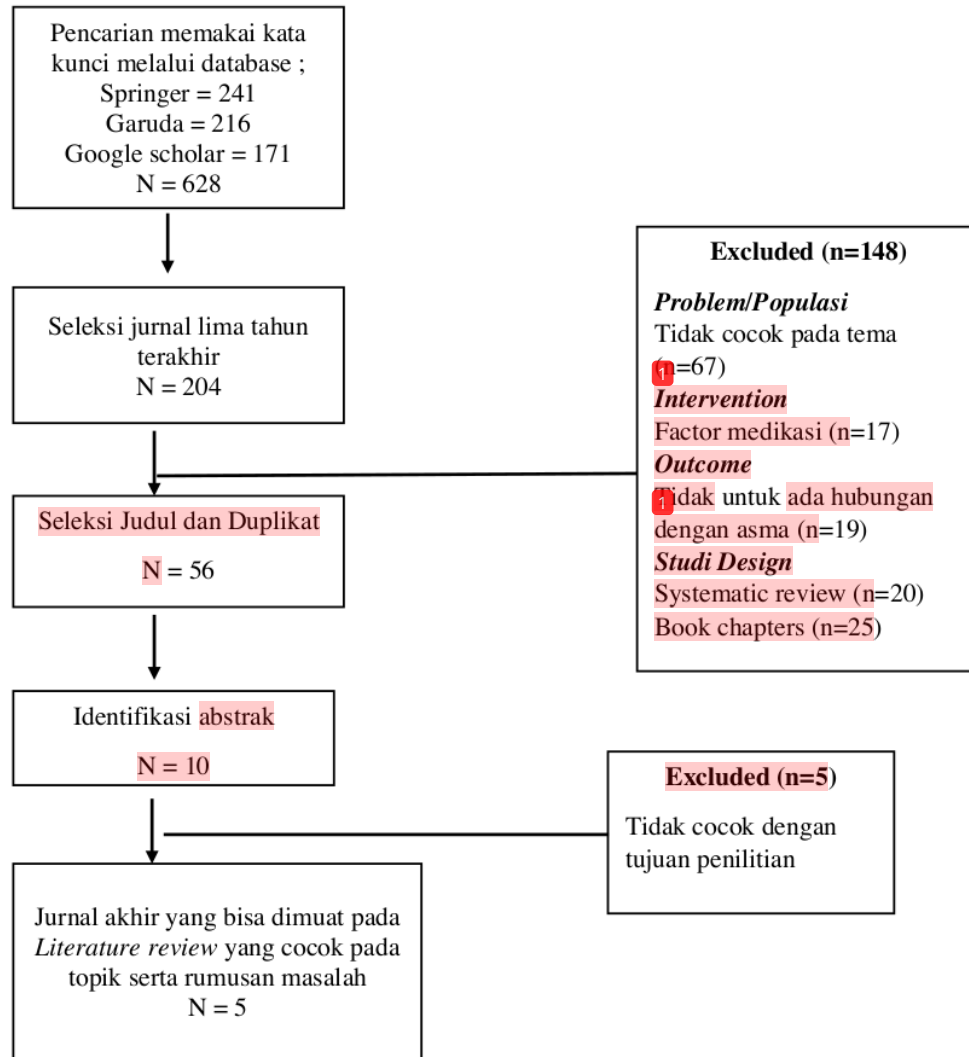 Pencarian memakai kata
kunci melalui database ;
Springer = 241
Garuda = 216
Google scholar = 171
N = 628
Seleksi jurnal lima tahun
terakhir
N = 204
Excluded (n=148)
Problem/Populasi
Tidak cocok pada tema
(n=67)
1
Intervention
Factor medikasi (n=17)
Outcome
Tidak untuk ada hubungan
1
dengan asma (n=19)
Studi Design
Systematic review (n=20)
Book chapters (n=25)
Seleksi Judul dan Duplikat
N = 56
Identifikasi abstrak
N = 10
Excluded (n=5)
Tidak cocok dengan
tujuan penilitian
Jurnal akhir yang bisa dimuat pada
Literature review yang cocok pada
topik serta rumusan masalah
N = 5